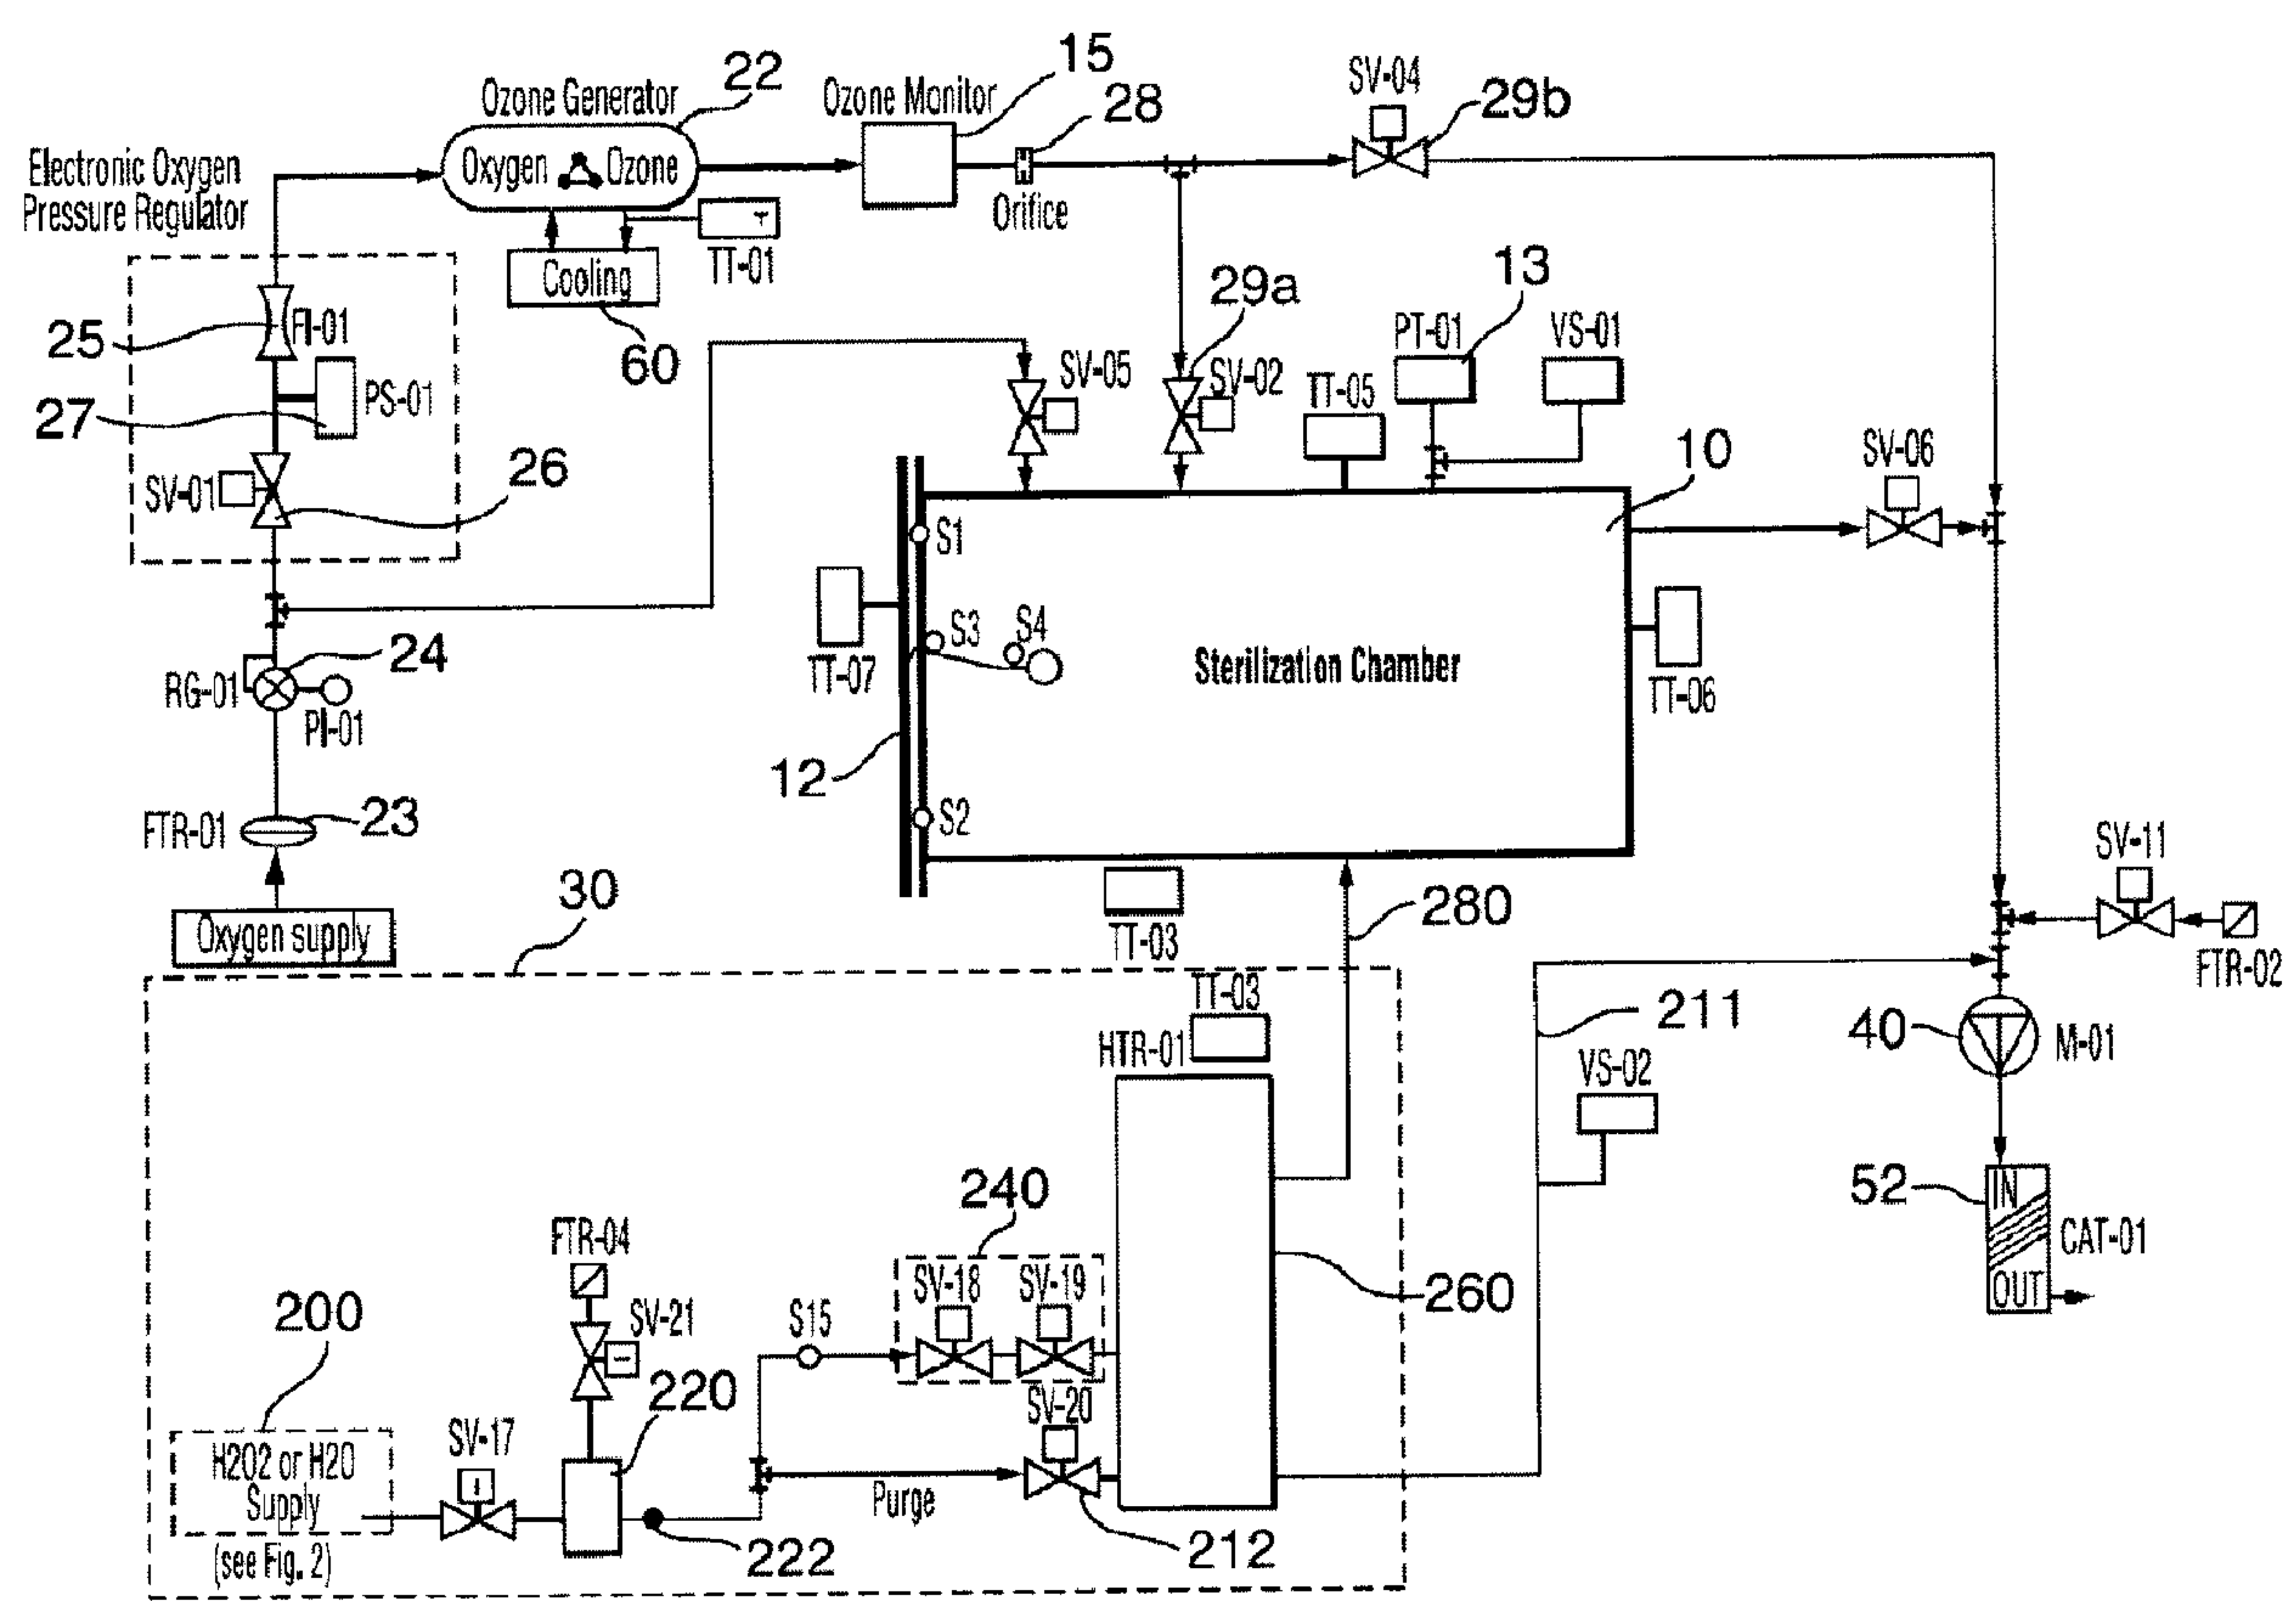 Ozone Generator
22
Ozone Monitor
15
28
SV-04
29b
Electronic Oxygen
Pressure Regulator
Oxygen Ozone
Orifice
TT-01
Cooling
60
25
FI-01
27
PS-01
SV-01
26
SV-05
29a
SV-02
TT-05
PT-01
13
VS-01
10
SV-06
S1
S3
S4
S2
TT-07
Sterilization Chamber
TT-06
12
RG-01
24
PI-01
FTR-01
23
Oxygen supply
TT-03
280
SV-11
FTR-02
30
TT-03
HTR-01
211
40
M-01
VS-02
52
IN
OUT
CAT-01
240
SV-18
SV-19
260
FTR-04
SV-21
S15
200
220
SV-20
SV-17
H2O2 or H2O
Supply
(see Fig. 2)
Purge
222
212